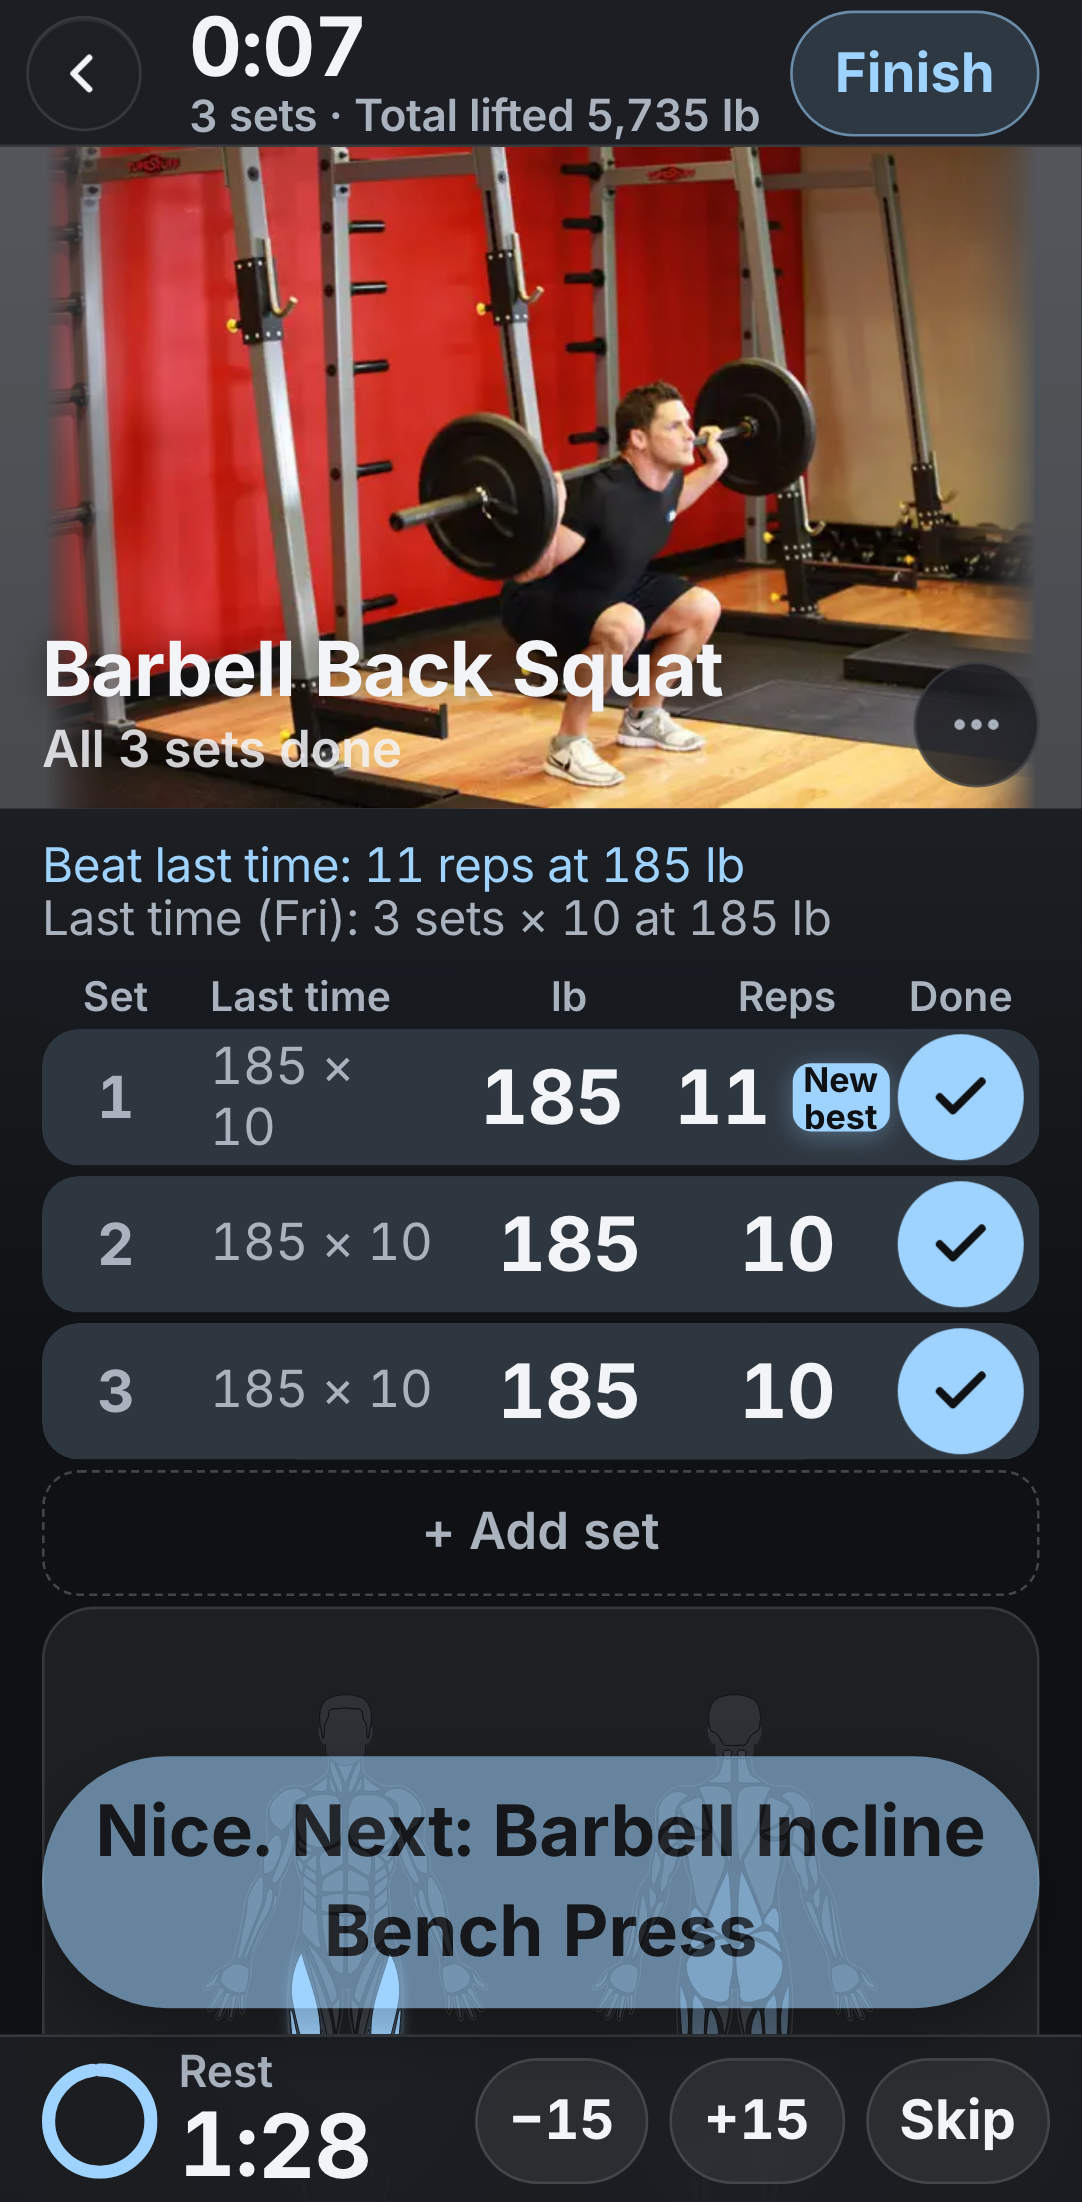 0:07
3 sets · Total lifted 5,735 lb
Finish
TUFFSTUFF
Barbell Back Squat
All 3 sets done
Beat last time: 11 reps at 185 lb
Last time (Fri): 3 sets × 10 at 185 lb
Set Last time lb Reps Done
1 185 × 10 185 11 New best
2 185 × 10 185 10
3 185 × 10 185 10
+ Add set
Nice. Next: Barbell Incline
Bench Press
Rest
1:28
−15 +15 Skip